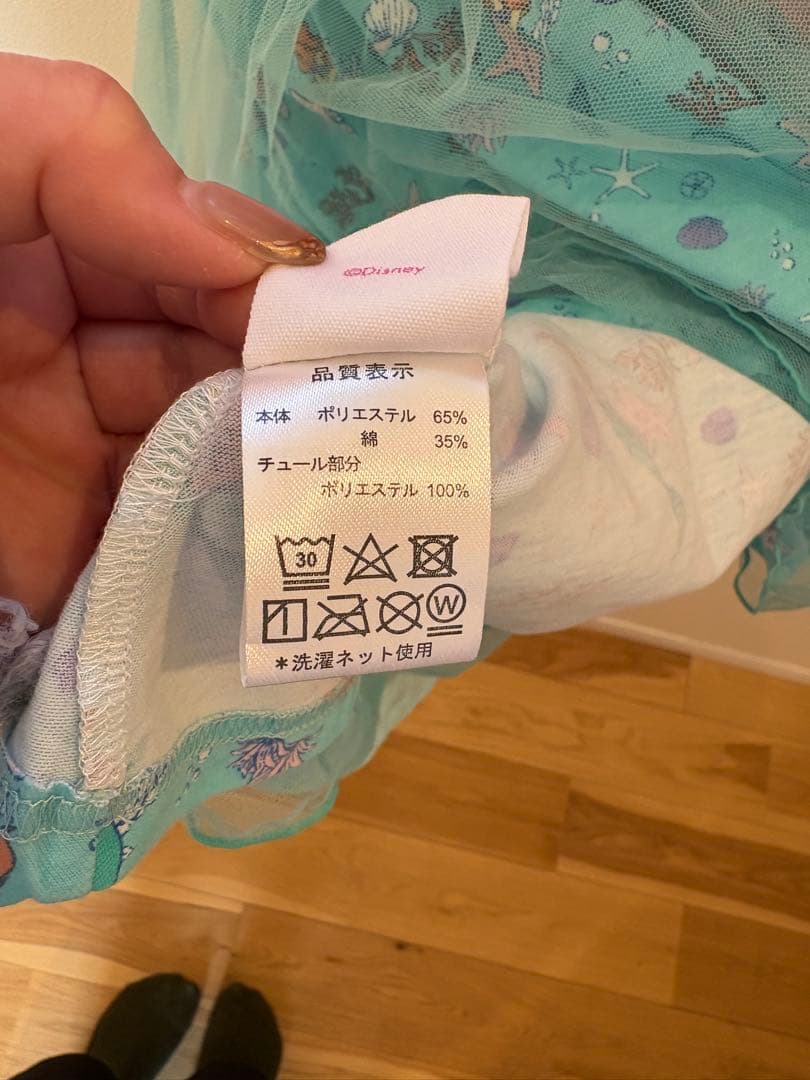 ©Disney
品質表示
本体 ポリエステル 65%
綿 35%
チュール部分
ポリエステル 100%
30
W
*洗濯ネット使用